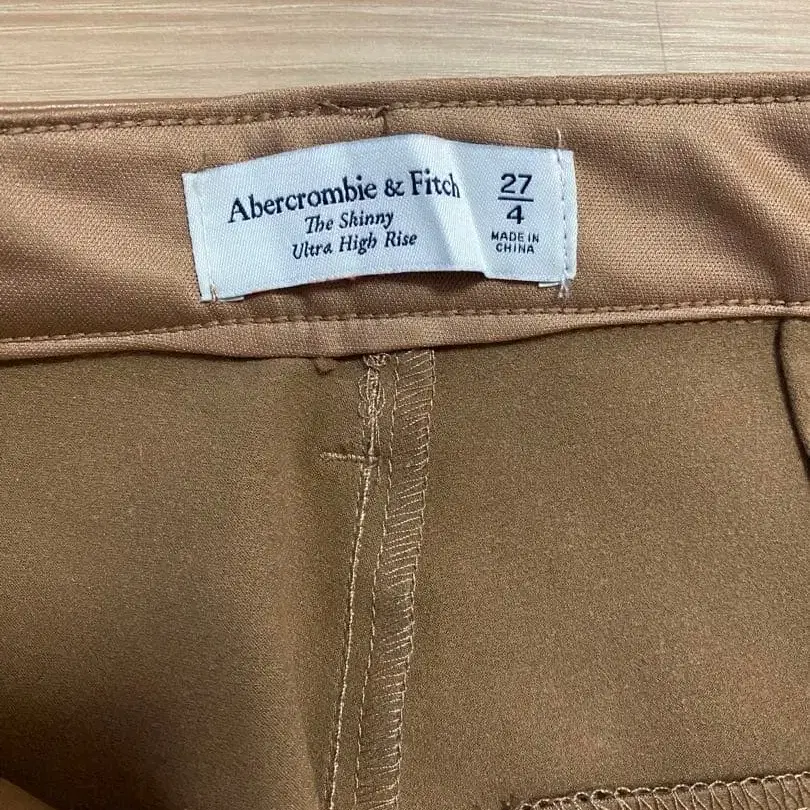 Abercrombie & Fitch
The Skinny
Ultra High Rise
27
4
MADE IN
CHINA